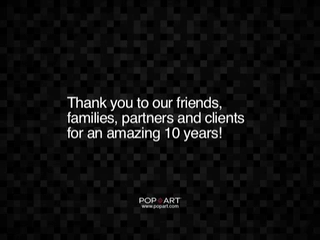 Thank you to our friends,
families, partners and clients
for an amazing 10 years!
POP ART
www.popart.com